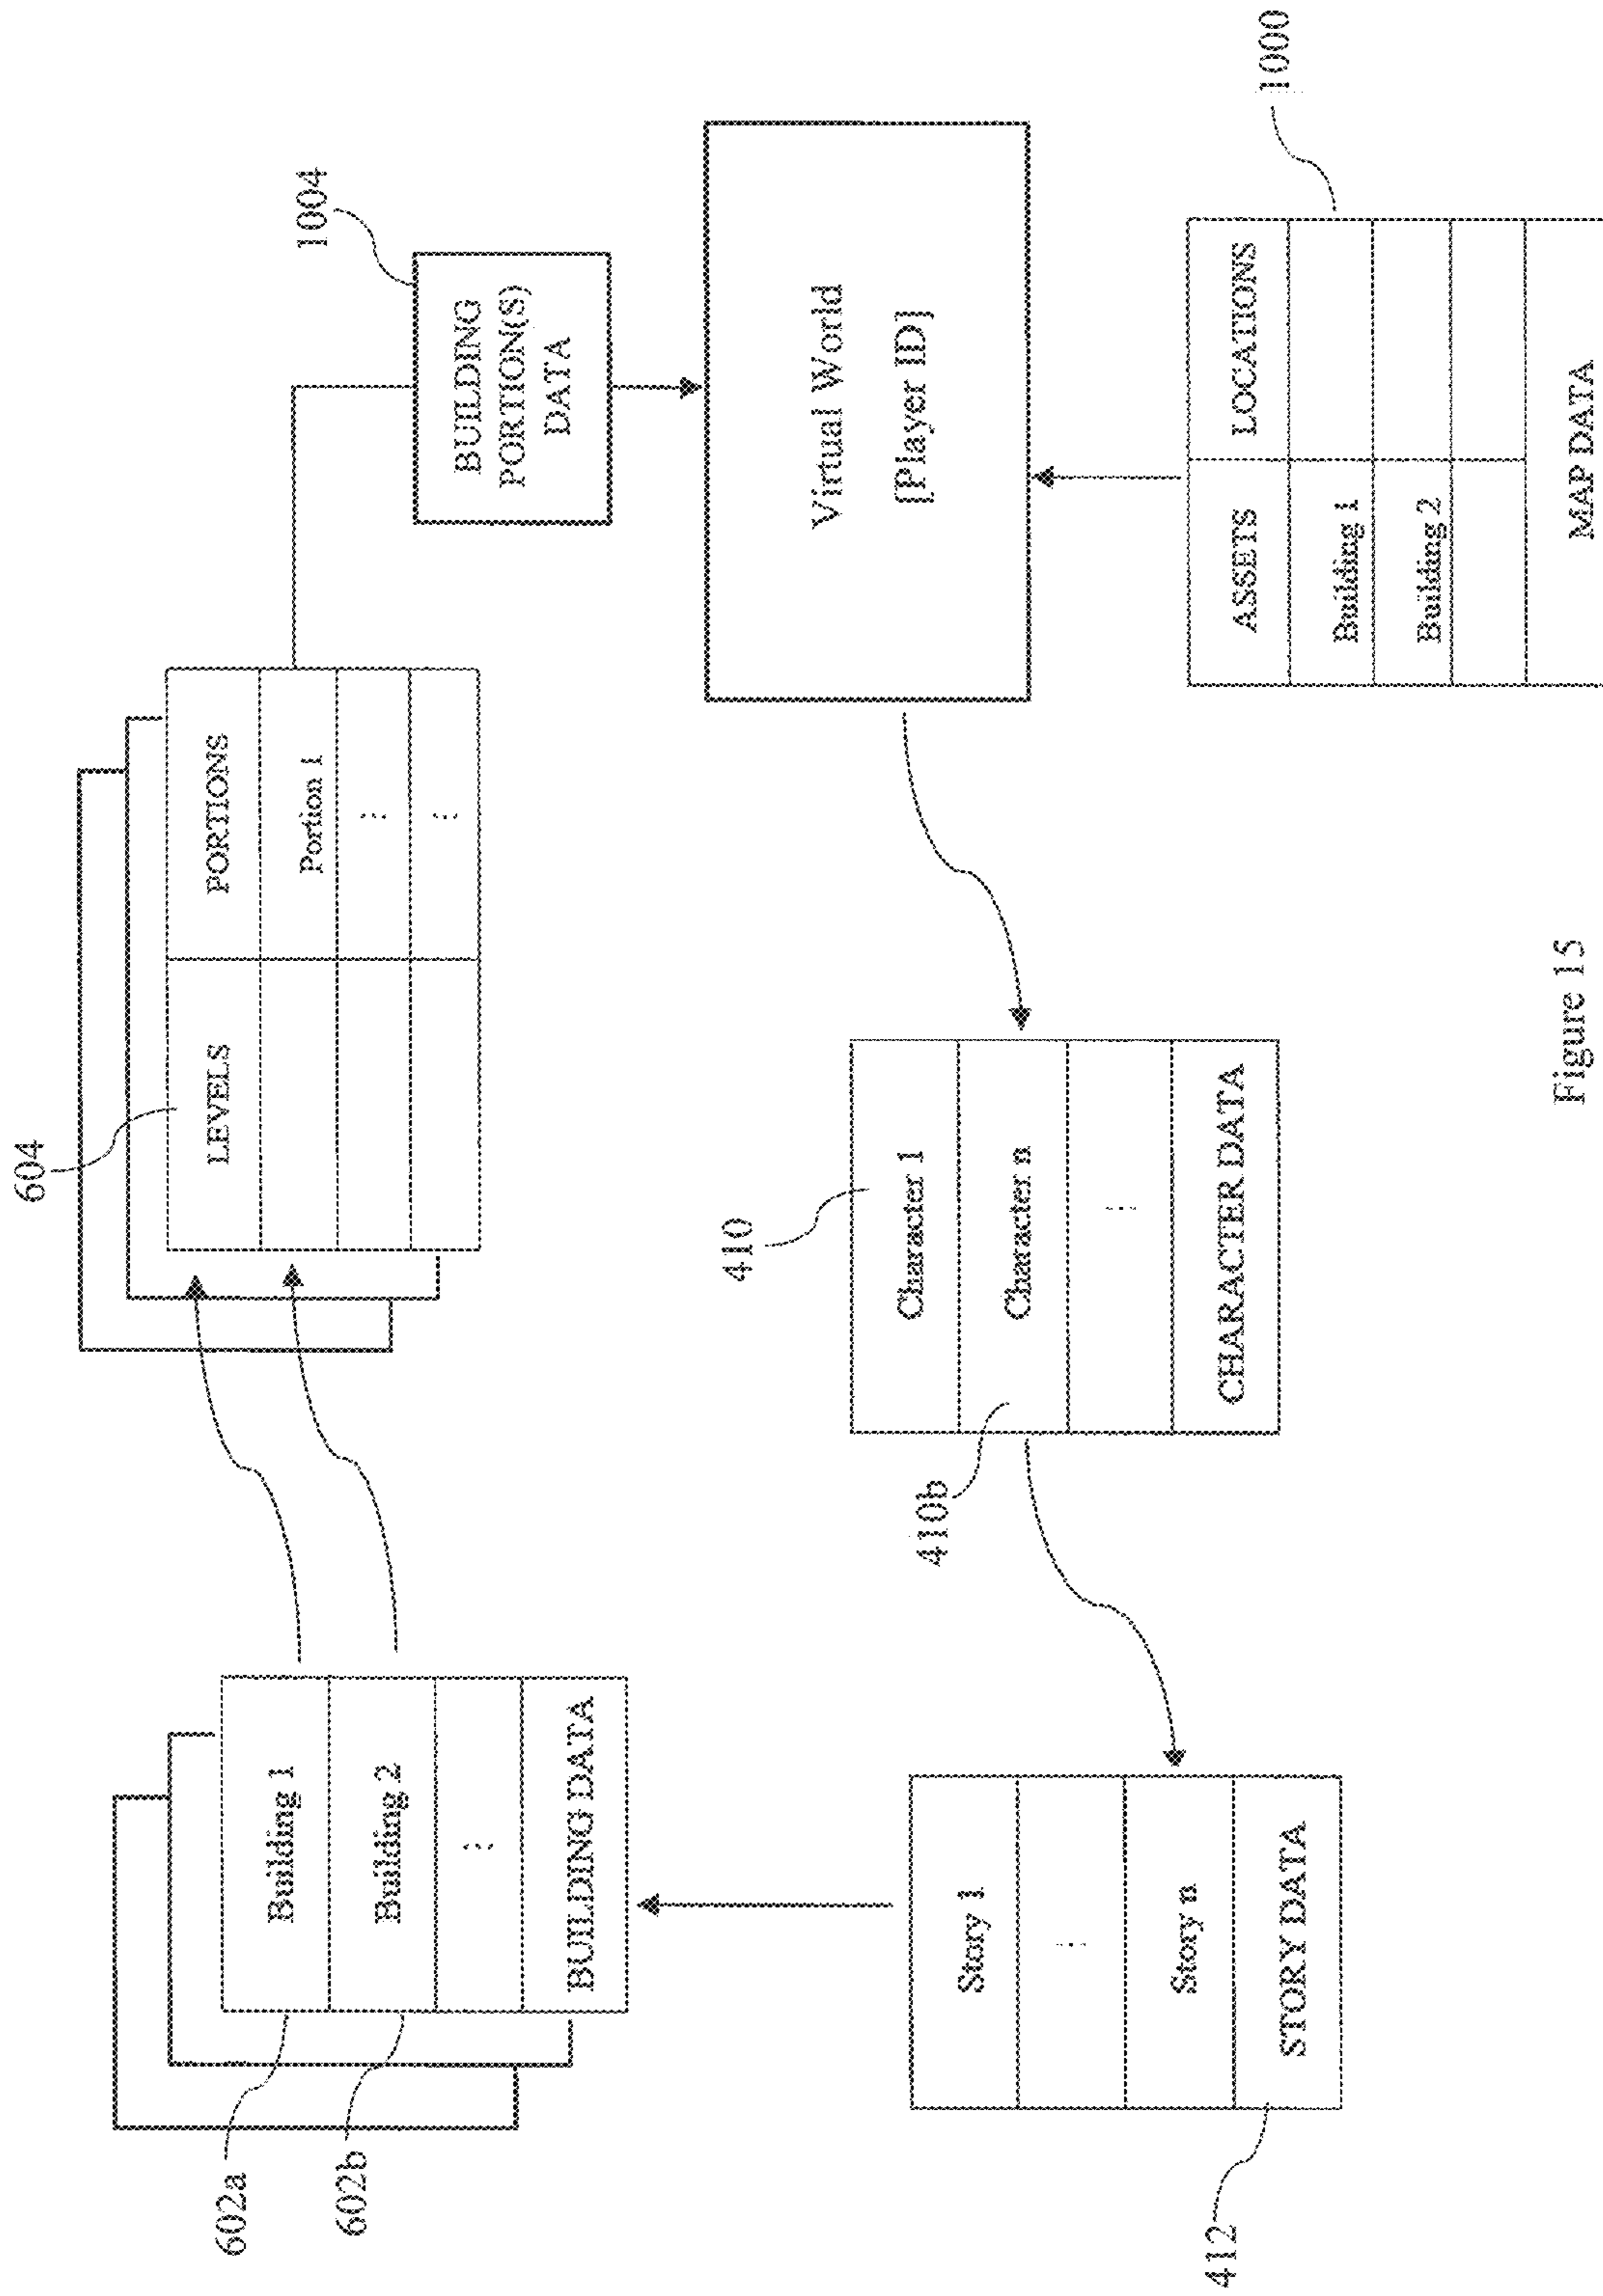 602a
602b
Building 1
Building 2
⋮
BUILDING DATA
604
LEVELS PORTIONS
Portion 1
⋮
⋮
1004
BUILDING
PORTION(S)
DATA
412
Story 1
⋮
Story n
STORY DATA
410
410b
Character 1
Character n
⋮
CHARACTER DATA
Virtual World
[Player ID]
1000
ASSETS LOCATIONS
Building 1
Building 2
MAP DATA
Figure 15